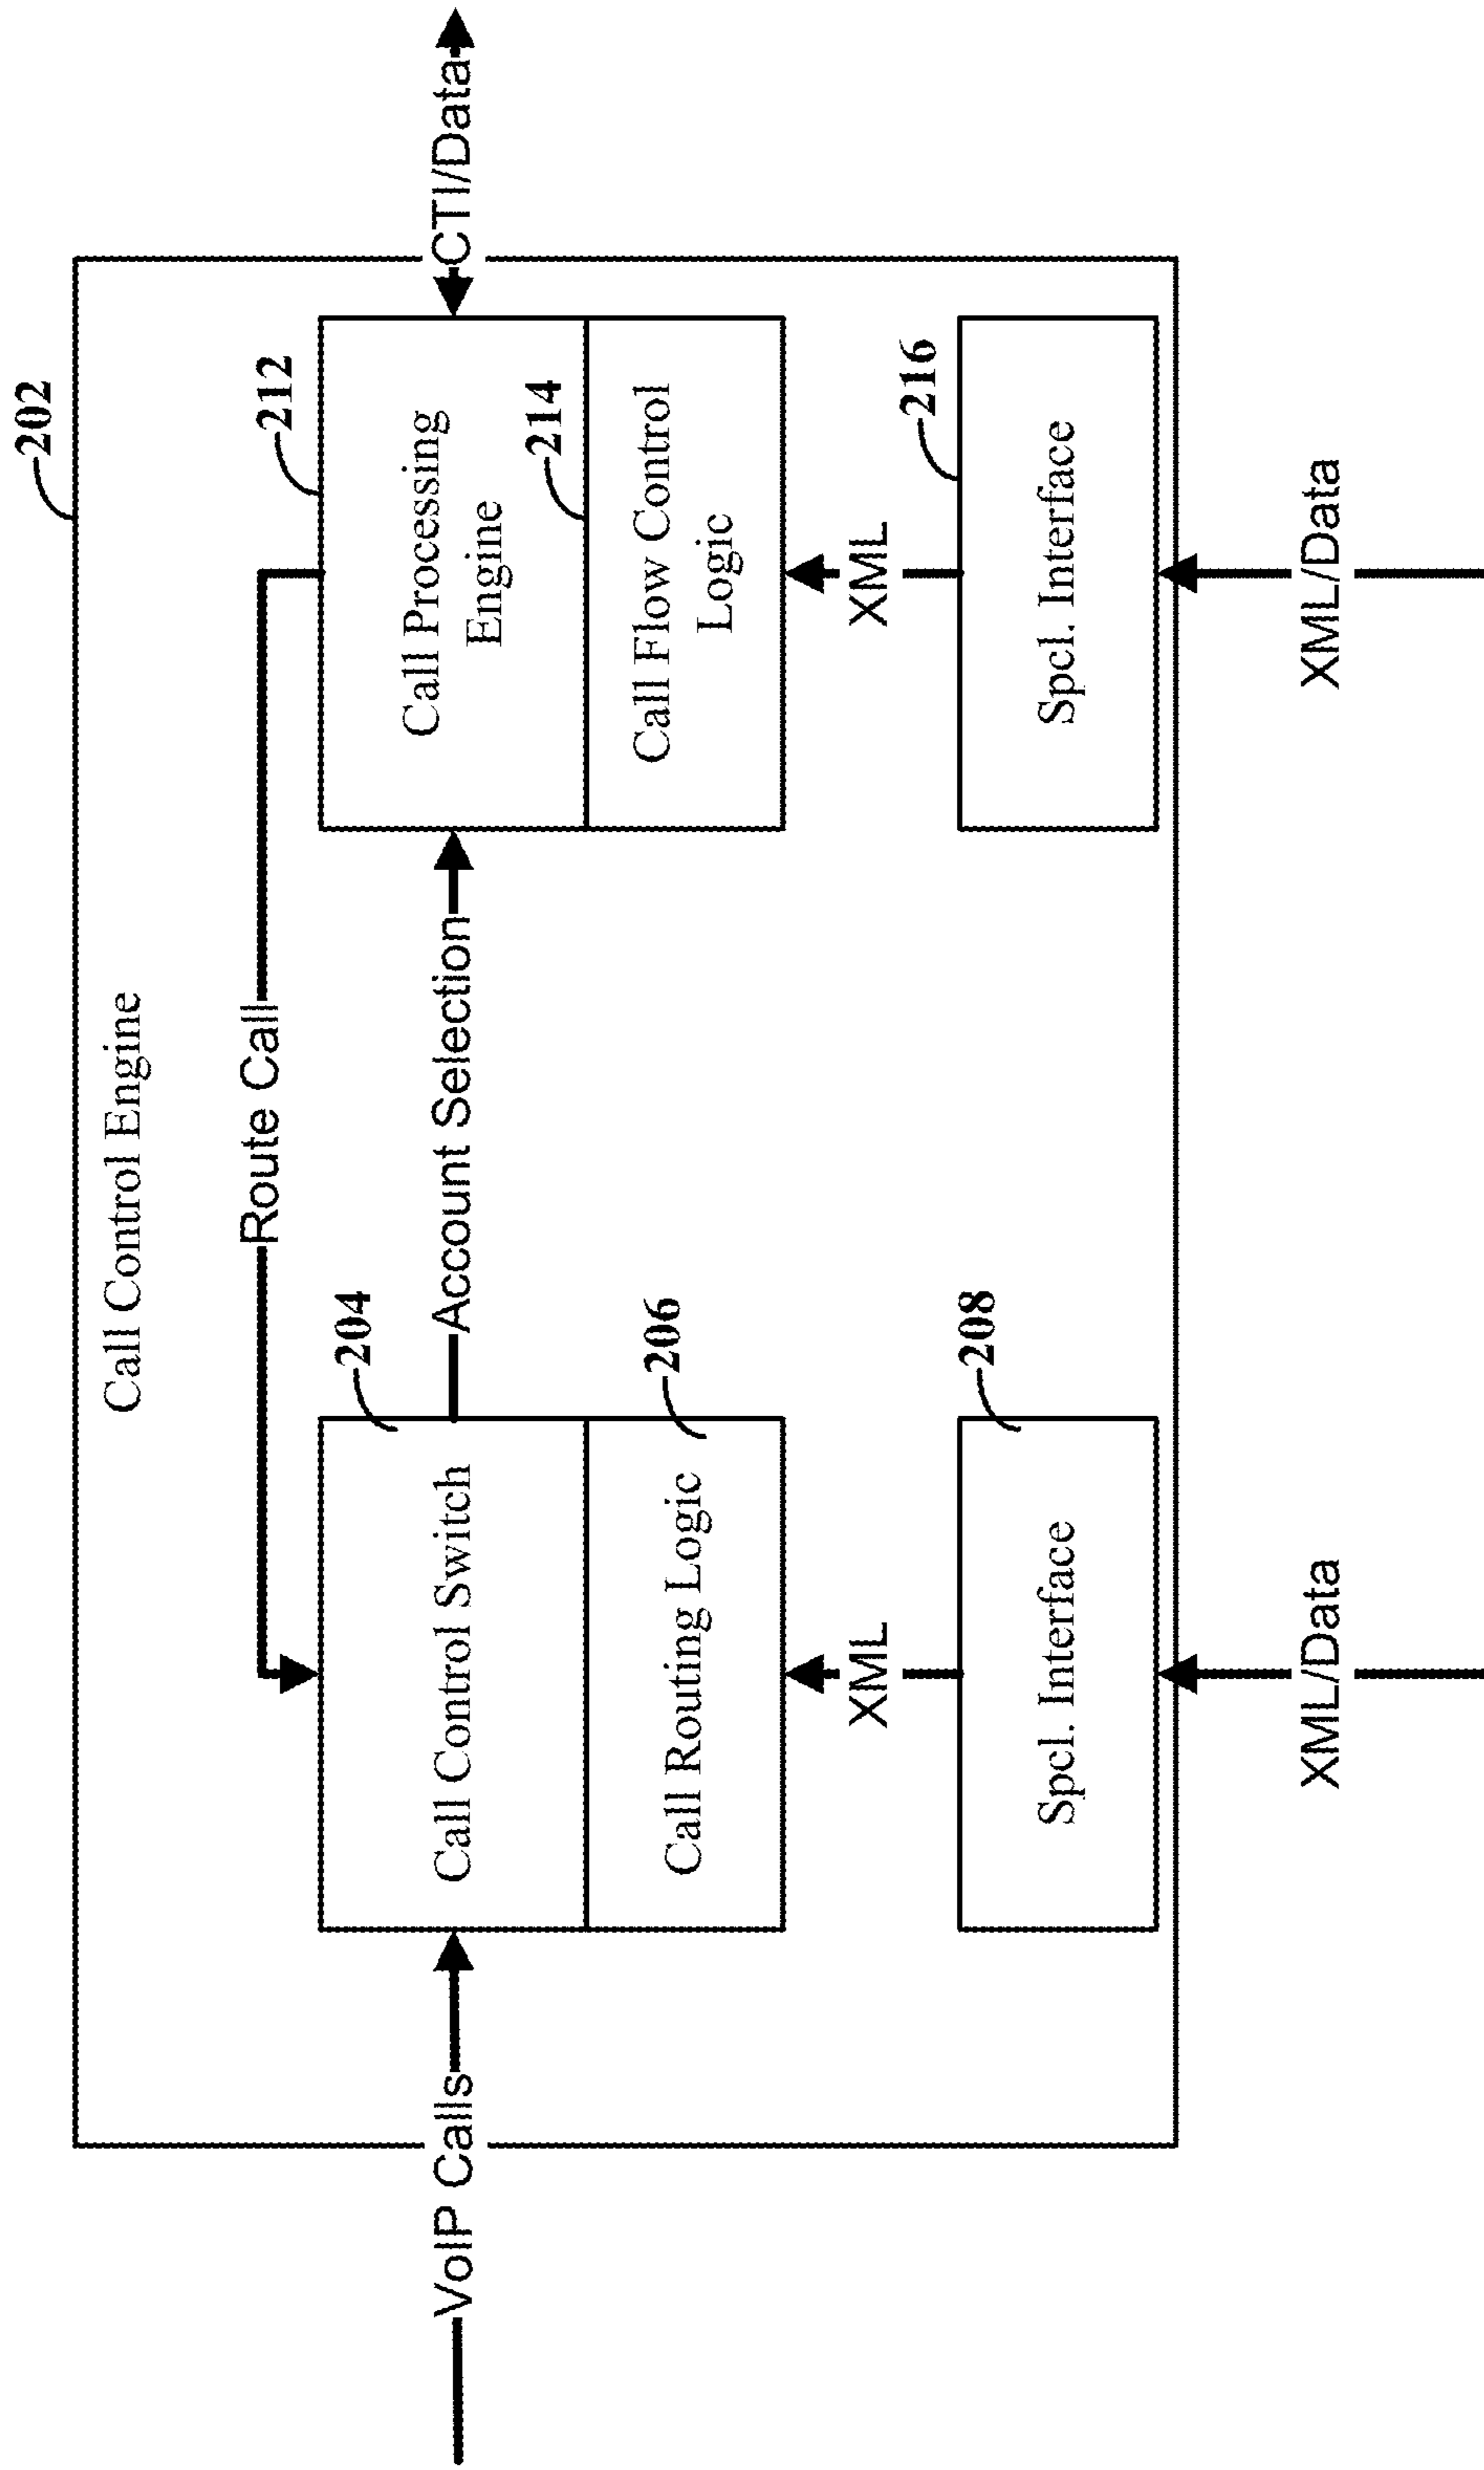 202
Call Control Engine
Route Call
204
212
VoIP Calls
Call Control Switch
Account Selection
Call Processing
Engine
CTI/Data
206
214
Call Routing Logic
Call Flow Control
Logic
XML
XML
208
216
Spcl. Interface
Spcl. Interface
XML/Data
XML/Data